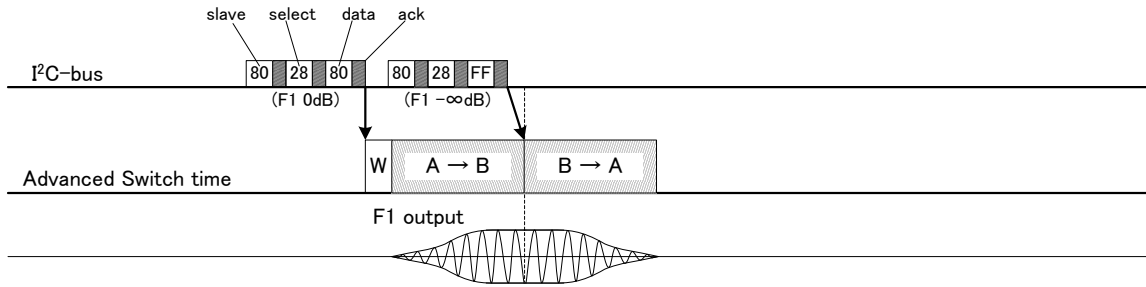 slave select data ack
I²C-bus 80 28 80 80 28 FF
(F1 0dB) (F1 −∞dB)
Advanced Switch time W A → B B → A
F1 output